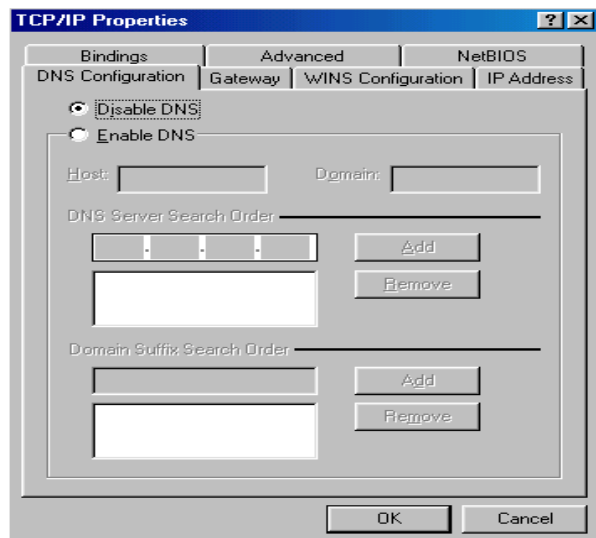 TCP/IP Properties
Bindings Advanced NetBIOS
DNS Configuration Gateway WINS Configuration IP Address
Disable DNS
Enable DNS
Host: Domain:
DNS Server Search Order
. . .
Add
Remove
Domain Suffix Search Order
Add
Remove
OK Cancel